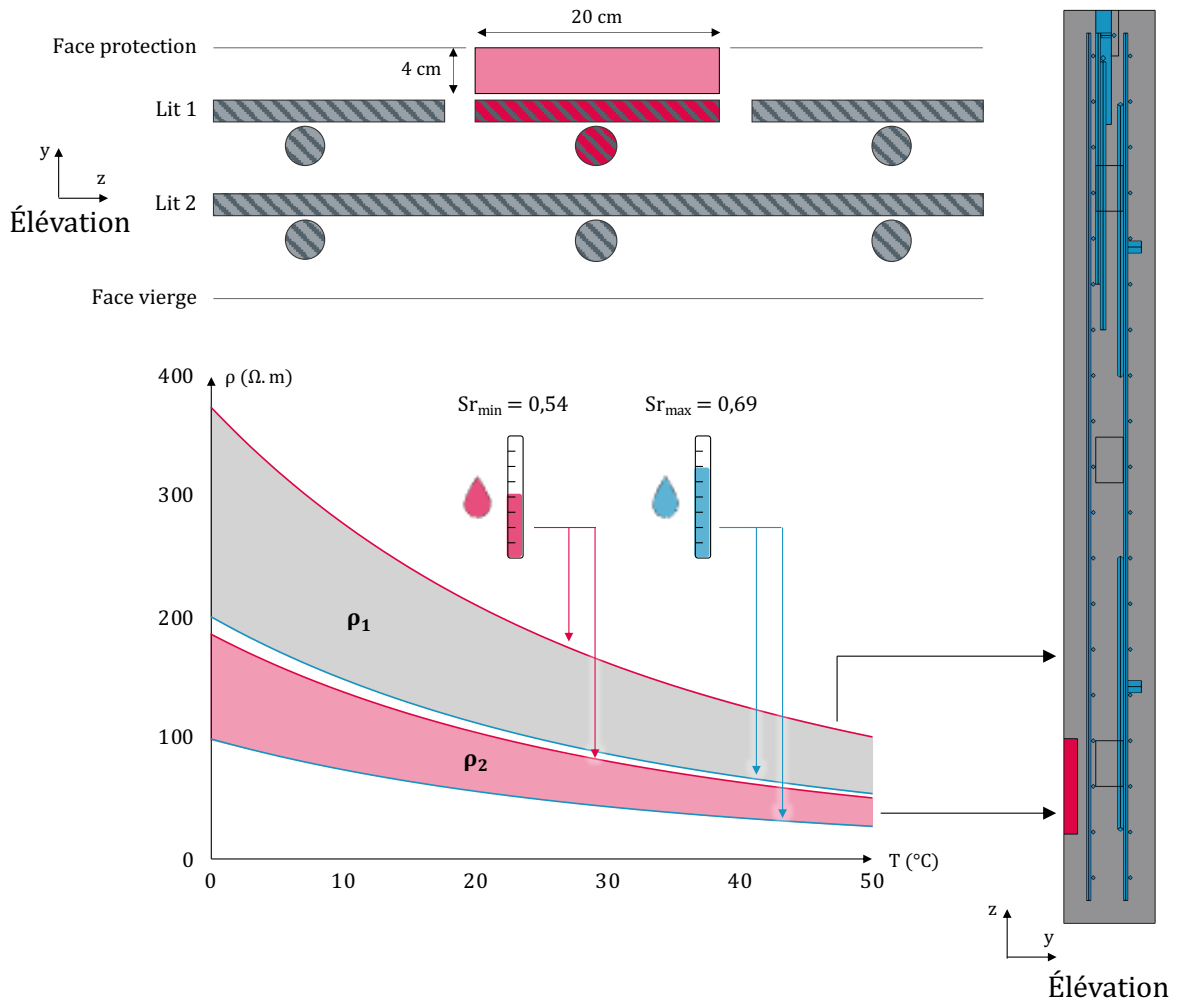 20 cm
Face protection
4 cm
Lit 1
y
z
Lit 2
Élévation
Face vierge
400
ρ (Ω. m)
Srmin = 0,54
Srmax = 0,69
300
200
ρ₁
100
ρ₂
0
T (°C)
0
10
20
30
40
50
z
y
Élévation